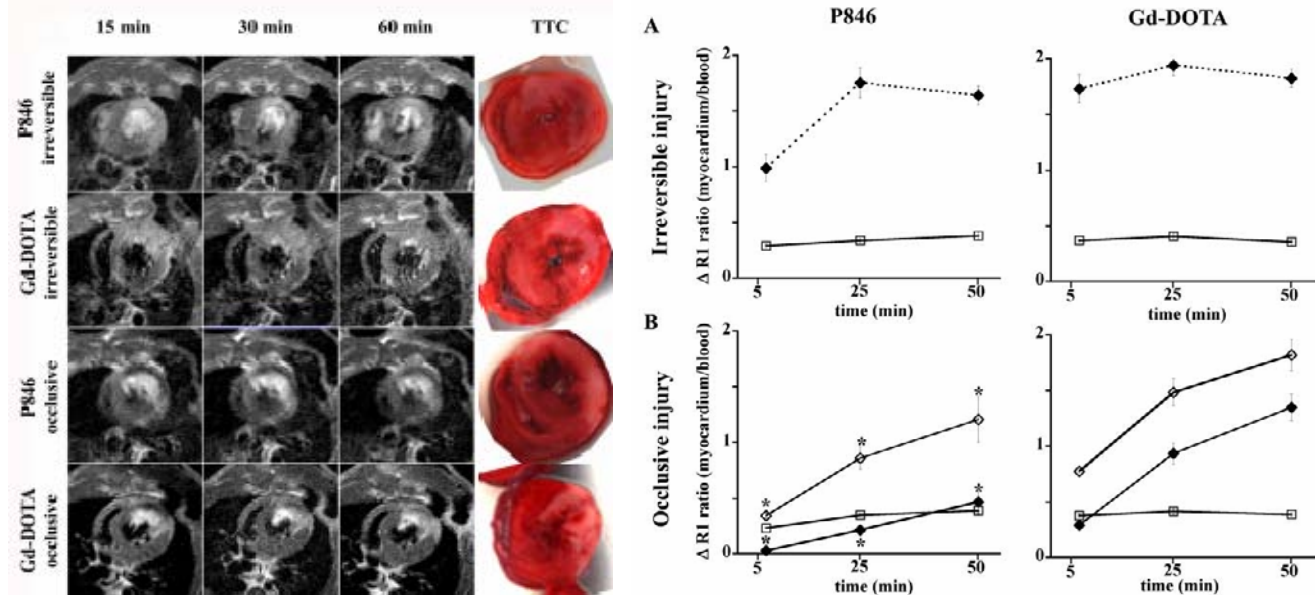 15 min 30 min 60 min TTC
P846
irreversible
Gd-DOTA
irreversible
P846
occlusive
Gd-DOTA
occlusive
A P846 Gd-DOTA
Irreversible injury
Δ R1 ratio (myocardium/blood)
2
1
0
5 25 50
time (min)
2
1
0
5 25 50
time (min)
B
Occlusive injury
Δ R1 ratio (myocardium/blood)
2
1
0
* * *
* * *
5 25 50
time (min)
2
1
0
5 25 50
time (min)